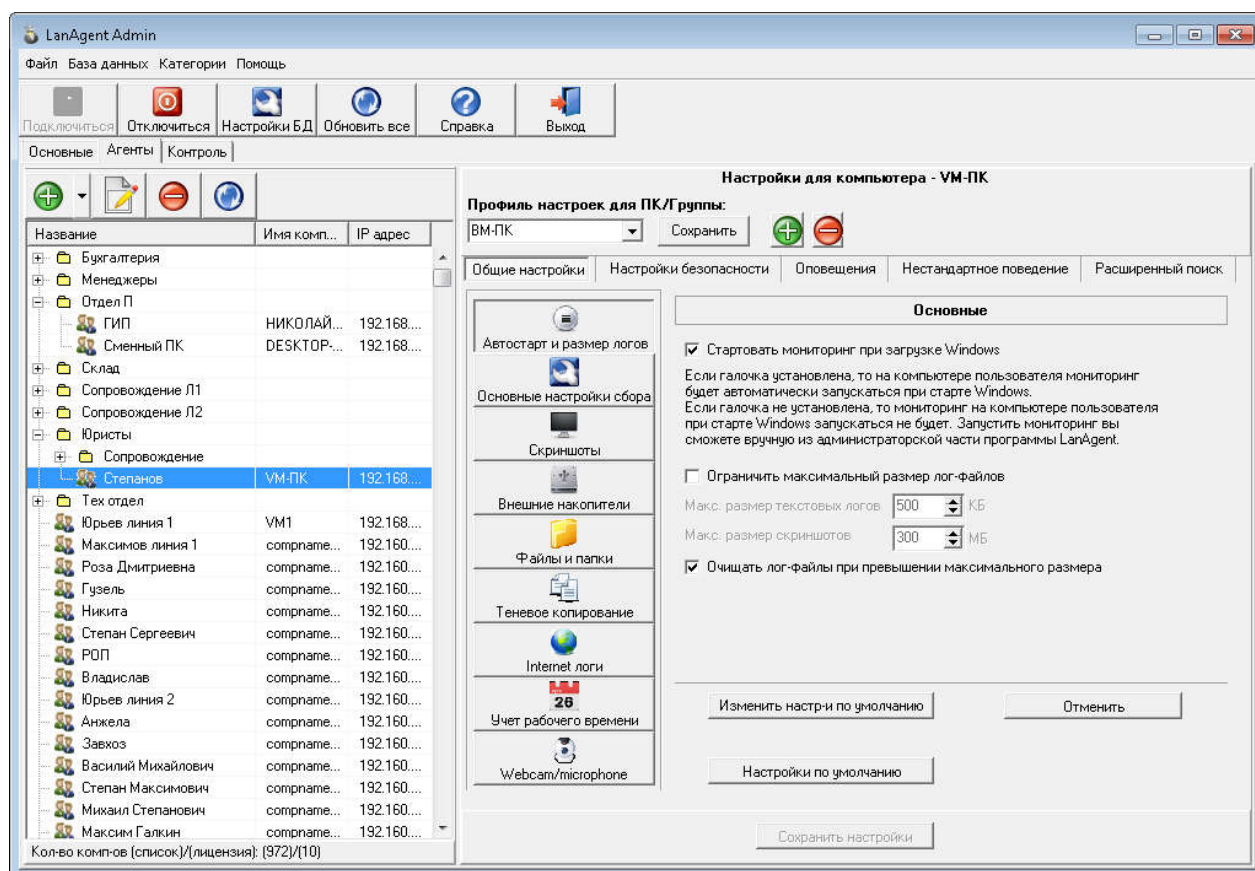 LanAgent Admin
Файл База данных Категории Помощь
Подключиться Отключиться Настройки БД Обновить все Справка Выход
Основные Агенты Контроль
Название Имя комп... IP адрес
Бухгалтерия
Менеджеры
Отдел П
ГИП НИКОЛАЙ... 192.168....
Сменный ПК DESKTOP-... 192.168....
Склад
Сопровождение Л1
Сопровождение Л2
Юристы
Сопровождение
Степанов VM-ПК 192.168....
Тех отдел
Юрьев линия 1 VM1 192.168....
Максимов линия 1 compname... 192.160....
Роза Дмитриевна compname... 192.160....
Гузель compname... 192.160....
Никита compname... 192.160....
Степан Сергеевич compname... 192.160....
РОП compname... 192.160....
Владислав compname... 192.160....
Юрьев линия 2 compname... 192.160....
Анжела compname... 192.160....
Завхоз compname... 192.160....
Василий Михайлович compname... 192.160....
Степан Максимович compname... 192.160....
Михаил Степанович compname... 192.160....
Максим Галкин compname... 192.160....
Кол-во комп-ов (список)/(лицензия): (972)/(10)
Настройки для компьютера - VM-ПК
Профиль настроек для ПК/Группы:
ВМ-ПК Сохранить
Общие настройки Настройки безопасности Оповещения Нестандартное поведение Расширенный поиск
Автостарт и размер логов
Основные настройки сбора
Скриншоты
Внешние накопители
Файлы и папки
Теневое копирование
Internet логи
26
Учет рабочего времени
Webcam/microphone
Основные
Стартовать мониторинг при загрузке Windows
Если галочка установлена, то на компьютере пользователя мониторинг
будет автоматически запускаться при старте Windows.
Если галочка не установлена, то мониторинг на компьютере пользователя
при старте Windows запускаться не будет. Запустить мониторинг вы
сможете вручную из администраторской части программы LanAgent.
Ограничить максимальный размер лог-файлов
Макс. размер текстовых логов 500 КБ
Макс. размер скриншотов 300 МБ
Очищать лог-файлы при превышении максимального размера
Изменить настр-и по умолчанию Отменить
Настройки по умолчанию
Сохранить настройки